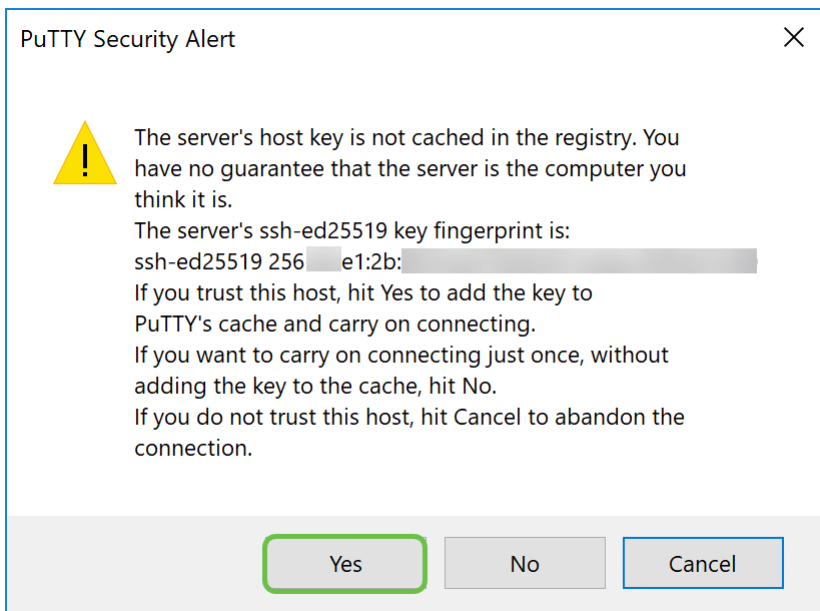 PuTTY Security Alert
The server's host key is not cached in the registry. You
have no guarantee that the server is the computer you
think it is.
The server's ssh-ed25519 key fingerprint is:
ssh-ed25519 256 e1:2b:
If you trust this host, hit Yes to add the key to
PuTTY's cache and carry on connecting.
If you want to carry on connecting just once, without
adding the key to the cache, hit No.
If you do not trust this host, hit Cancel to abandon the
connection.
Yes No Cancel